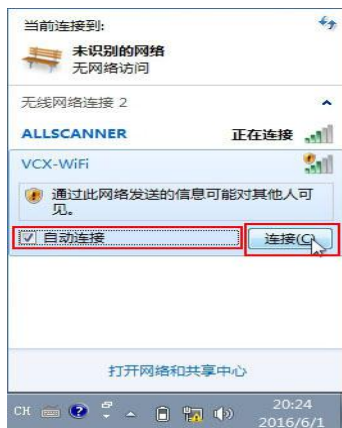 当前连接到:
未识别的网络
无网络访问
无线网络连接 2
ALLSCANNER 正在连接
VCX-WiFi
通过此网络发送的信息可能对其他人可
见。
自动连接 连接(C)
打开网络和共享中心
CH 20:24
2016/6/1